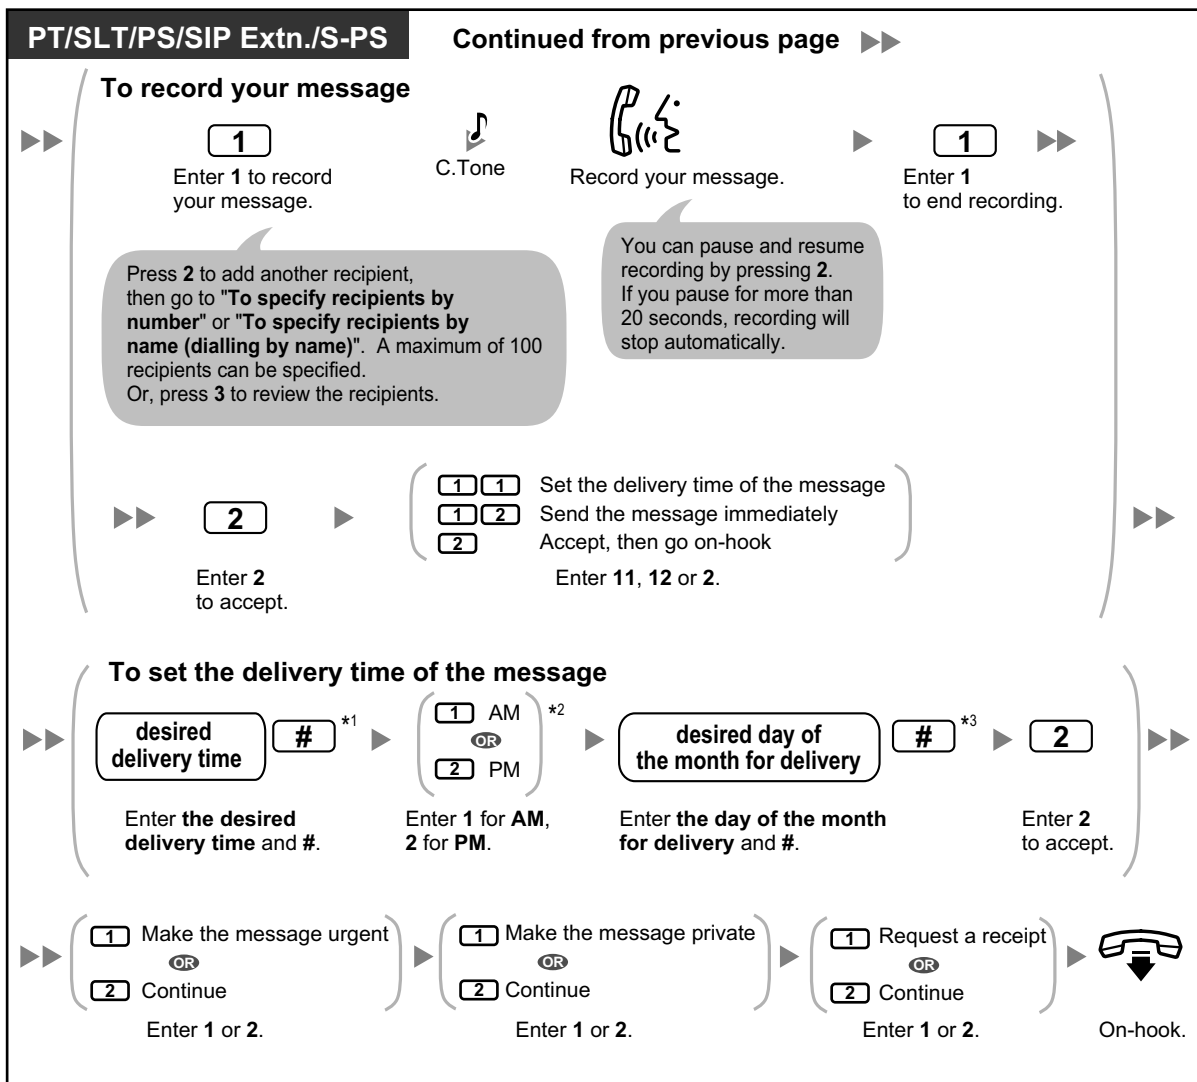 PT/SLT/PS/SIP Extn./S-PS
Continued from previous page
To record your message
1
C.Tone
1
Enter 1 to record
your message.
Record your message.
Enter 1
to end recording.
Press 2 to add another recipient,
then go to "To specify recipients by
number" or "To specify recipients by
name (dialling by name)". A maximum of 100
recipients can be specified.
Or, press 3 to review the recipients.
You can pause and resume
recording by pressing 2.
If you pause for more than
20 seconds, recording will
stop automatically.
2
Enter 2
to accept.
1 1 Set the delivery time of the message
1 2 Send the message immediately
2 Accept, then go on-hook
Enter 11, 12 or 2.
To set the delivery time of the message
desired
delivery time
# *1
Enter the desired
delivery time and #.
1 AM *2
OR
2 PM
Enter 1 for AM,
2 for PM.
desired day of
the month for delivery
# *3
Enter the day of the month
for delivery and #.
2
Enter 2
to accept.
1 Make the message urgent
OR
2 Continue
Enter 1 or 2.
1 Make the message private
OR
2 Continue
Enter 1 or 2.
1 Request a receipt
OR
2 Continue
Enter 1 or 2.
On-hook.